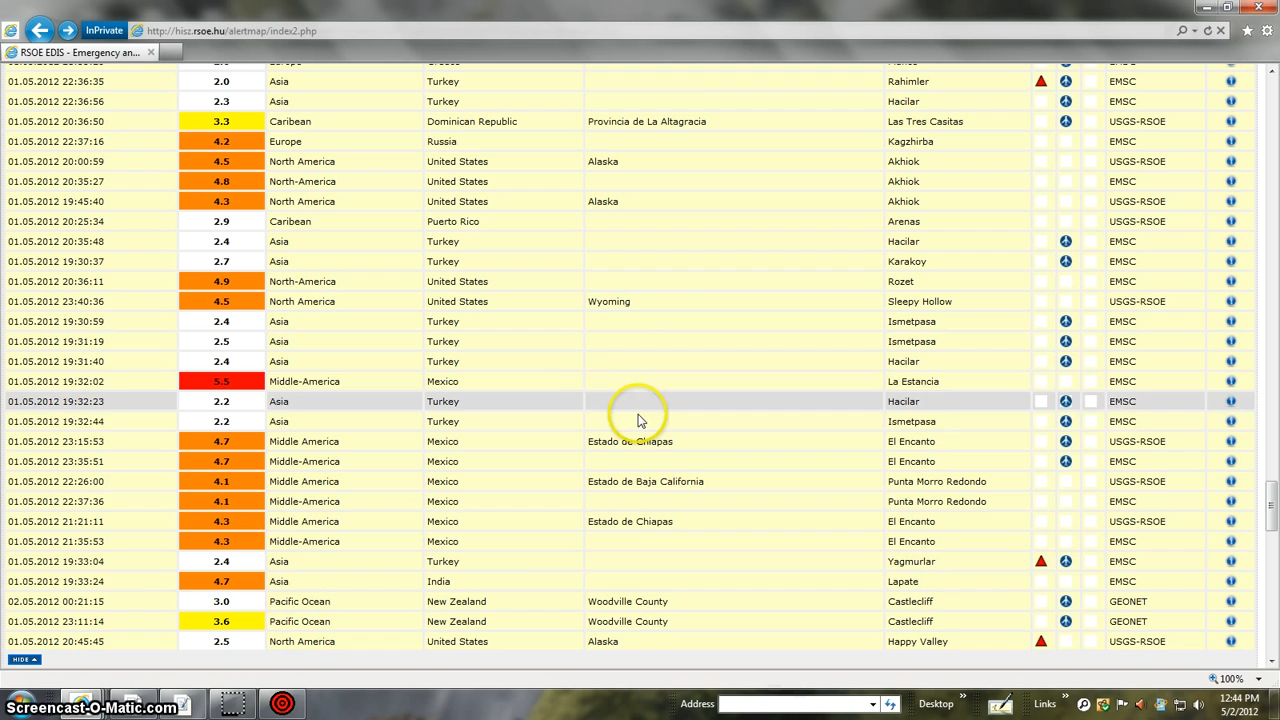 InPrivate http://hisz.rsoe.hu/alertmap/index2.php
RSOE EDIS - Emergency an...
01.05.2012 22:36:35 2.0 Asia Turkey Rahimler EMSC
01.05.2012 22:36:56 2.3 Asia Turkey Hacilar EMSC
01.05.2012 20:36:50 3.3 Caribean Dominican Republic Provincia de La Altagracia Las Tres Casitas USGS-RSOE
01.05.2012 22:37:16 4.2 Europe Russia Kagzhirba EMSC
01.05.2012 20:00:59 4.5 North America United States Alaska Akhiok USGS-RSOE
01.05.2012 20:35:27 4.8 North-America United States Akhiok EMSC
01.05.2012 19:45:40 4.3 North America United States Alaska Akhiok USGS-RSOE
01.05.2012 20:25:34 2.9 Caribean Puerto Rico Arenas USGS-RSOE
01.05.2012 20:35:48 2.4 Asia Turkey Hacilar EMSC
01.05.2012 19:30:37 2.7 Asia Turkey Karakoy EMSC
01.05.2012 20:36:11 4.9 North-America United States Rozet EMSC
01.05.2012 23:40:36 4.5 North America United States Wyoming Sleepy Hollow USGS-RSOE
01.05.2012 19:30:59 2.4 Asia Turkey Ismetpasa EMSC
01.05.2012 19:31:19 2.5 Asia Turkey Ismetpasa EMSC
01.05.2012 19:31:40 2.4 Asia Turkey Hacilar EMSC
01.05.2012 19:32:02 5.5 Middle-America Mexico La Estancia EMSC
01.05.2012 19:32:23 2.2 Asia Turkey Hacilar EMSC
01.05.2012 19:32:44 2.2 Asia Turkey Ismetpasa EMSC
01.05.2012 23:15:53 4.7 Middle America Mexico Estado de Chiapas El Encanto USGS-RSOE
01.05.2012 23:35:51 4.7 Middle-America Mexico El Encanto EMSC
01.05.2012 22:26:00 4.1 Middle America Mexico Estado de Baja California Punta Morro Redondo USGS-RSOE
01.05.2012 22:37:36 4.1 Middle-America Mexico Punta Morro Redondo EMSC
01.05.2012 21:21:11 4.3 Middle America Mexico Estado de Chiapas El Encanto USGS-RSOE
01.05.2012 21:35:53 4.3 Middle-America Mexico El Encanto EMSC
01.05.2012 19:33:04 2.4 Asia Turkey Yagmurlar EMSC
01.05.2012 19:33:24 4.7 Asia India Lapate EMSC
02.05.2012 00:21:15 3.0 Pacific Ocean New Zealand Woodville County Castlecliff GEONET
01.05.2012 23:11:14 3.6 Pacific Ocean New Zealand Woodville County Castlecliff GEONET
01.05.2012 20:45:45 2.5 North America United States Alaska Happy Valley USGS-RSOE
HIDE
100%
Screencast-O-Matic.com Address Desktop Links 12:44 PM
5/2/2012